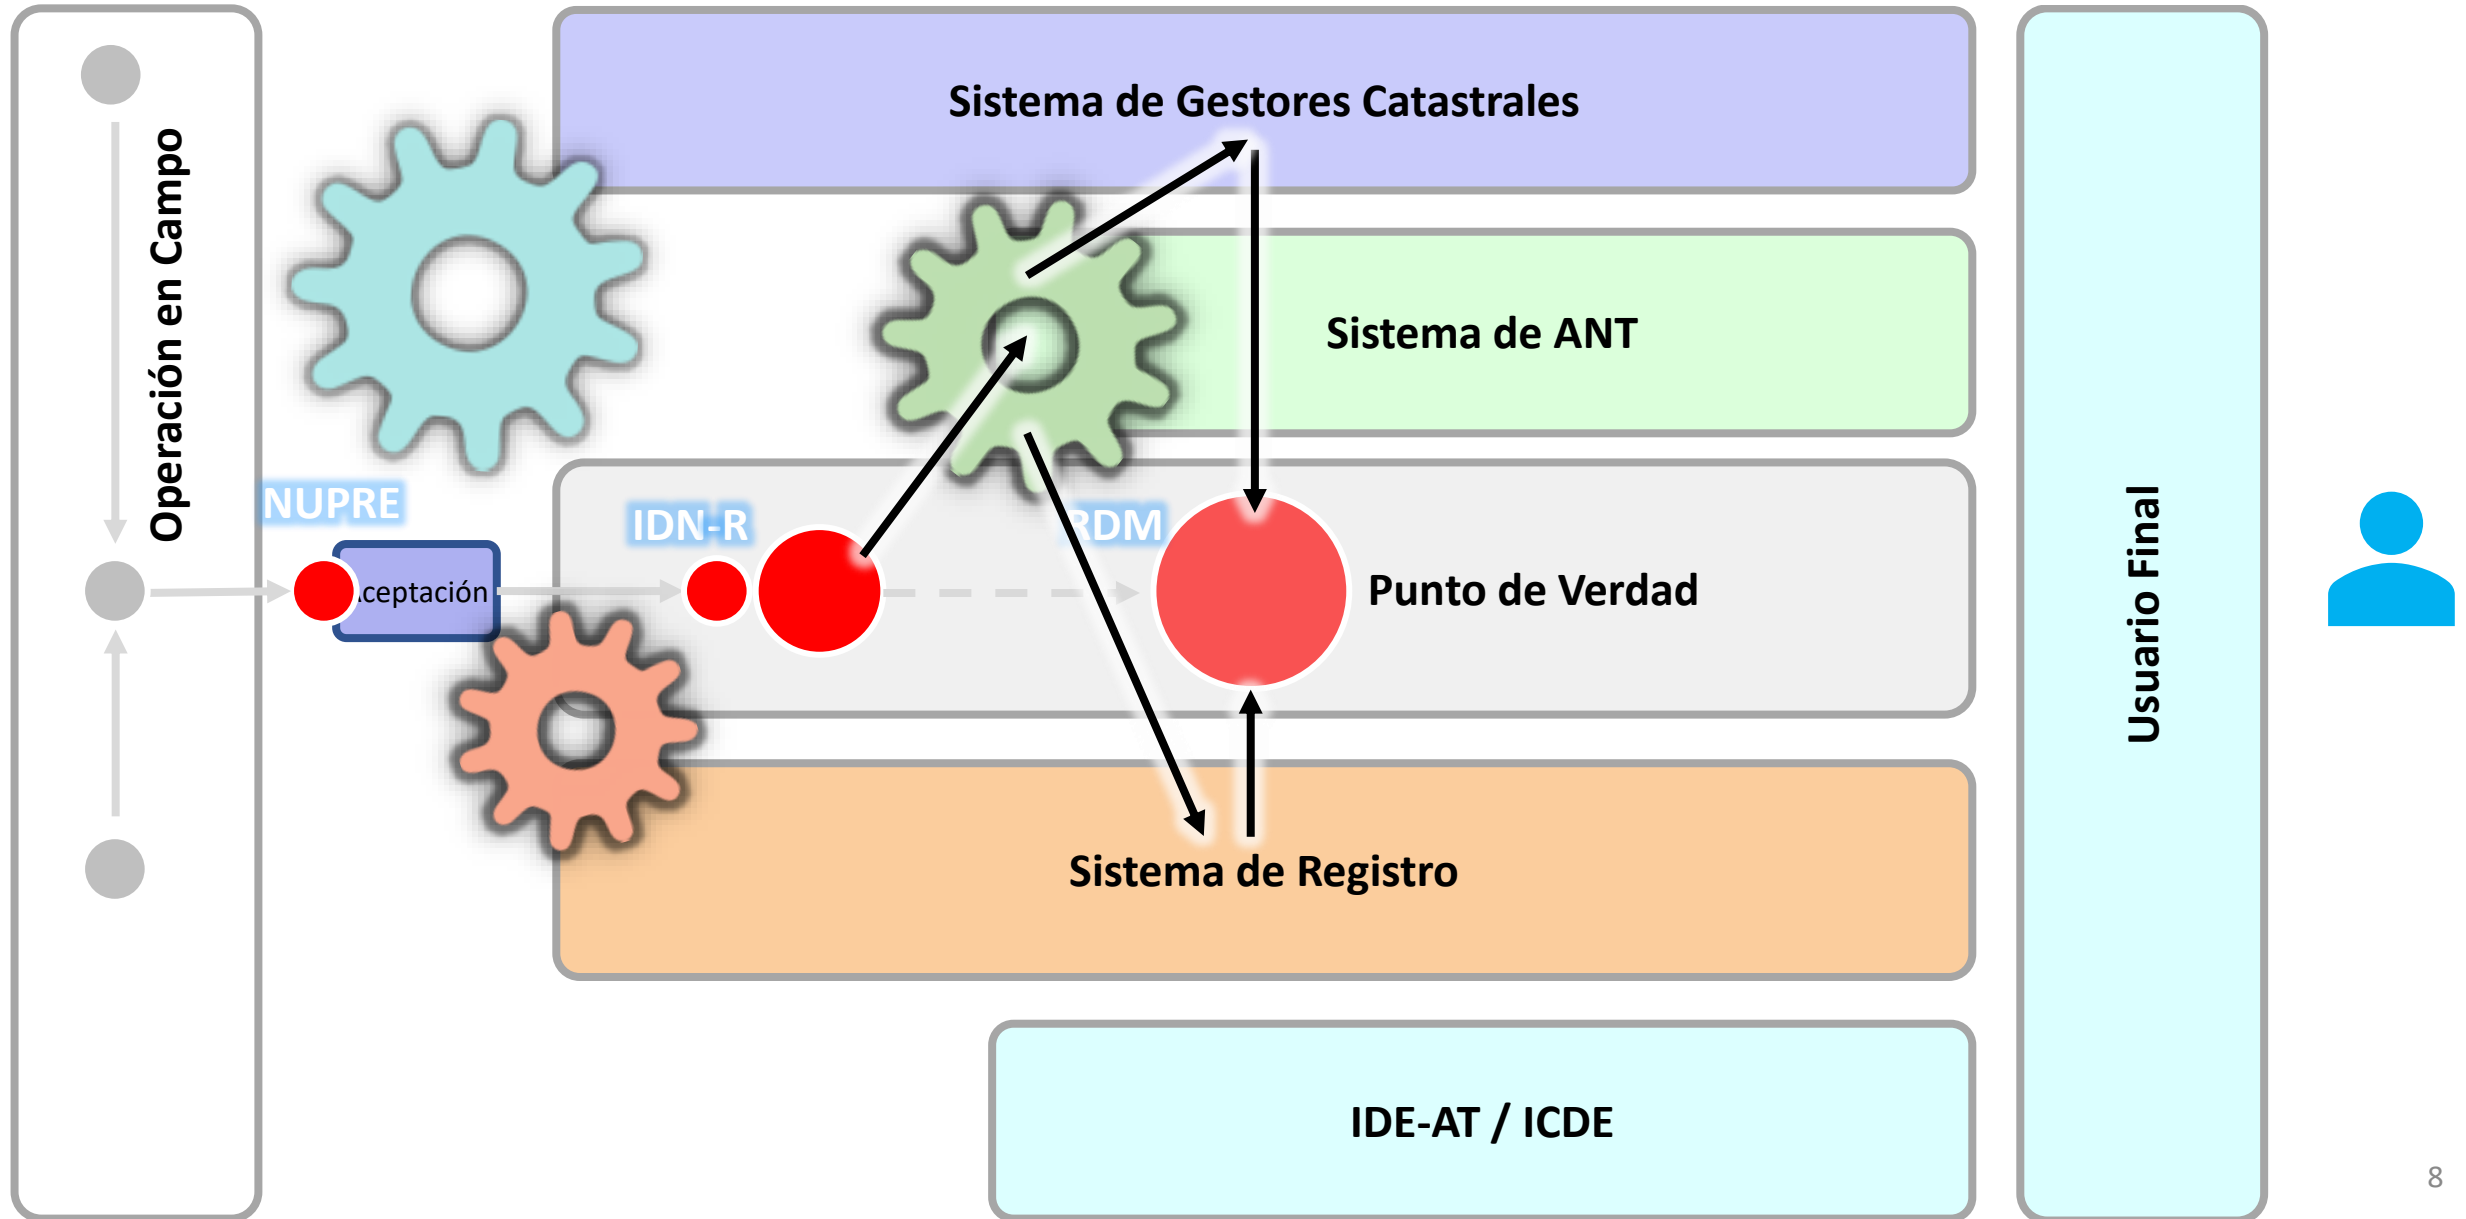 Operación en Campo
Sistema de Gestores Catastrales
Sistema de ANT
NUPRE
Aceptación
IDN-R
RDM
Punto de Verdad
Sistema de Registro
IDE-AT / ICDE
Usuario Final
8